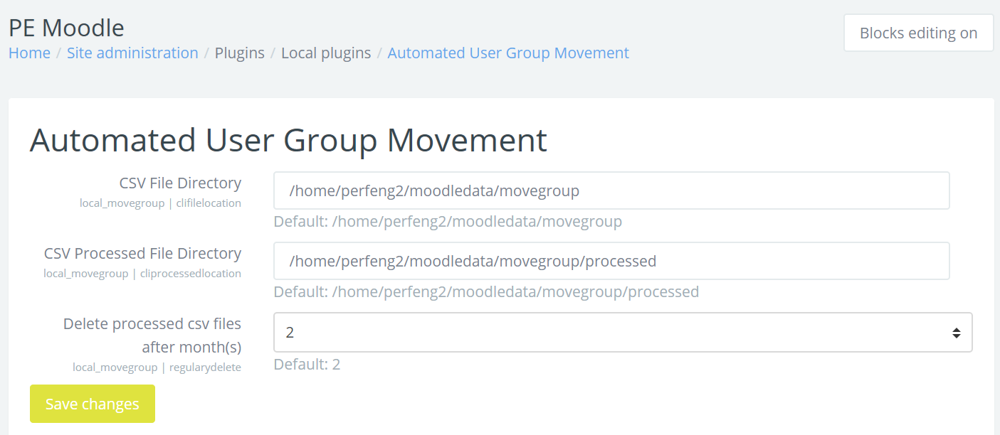 PE Moodle
Blocks editing on
Home / Site administration / Plugins / Local plugins / Automated User Group Movement
Automated User Group Movement
CSV File Directory
local_movegroup | clifilelocation
/home/perfeng2/moodledata/movegroup
Default: /home/perfeng2/moodledata/movegroup
CSV Processed File Directory
local_movegroup | cliprocessedlocation
/home/perfeng2/moodledata/movegroup/processed
Default: /home/perfeng2/moodledata/movegroup/processed
Delete processed csv files
after month(s)
local_movegroup | regularydelete
2
Default: 2
Save changes